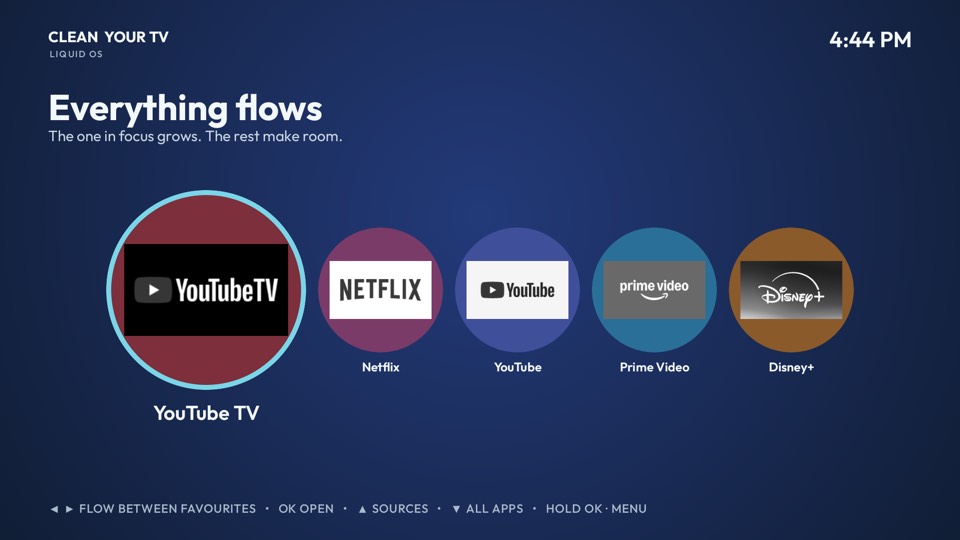 CLEAN YOUR TV
LIQUID OS
4:44 PM
Everything flows
The one in focus grows. The rest make room.
YouTubeTV
NETFLIX
YouTube
prime video
Disney+
Netflix
YouTube
Prime Video
Disney+
YouTube TV
◄ ► FLOW BETWEEN FAVOURITES • OK OPEN • ▲ SOURCES • ▼ ALL APPS • HOLD OK · MENU